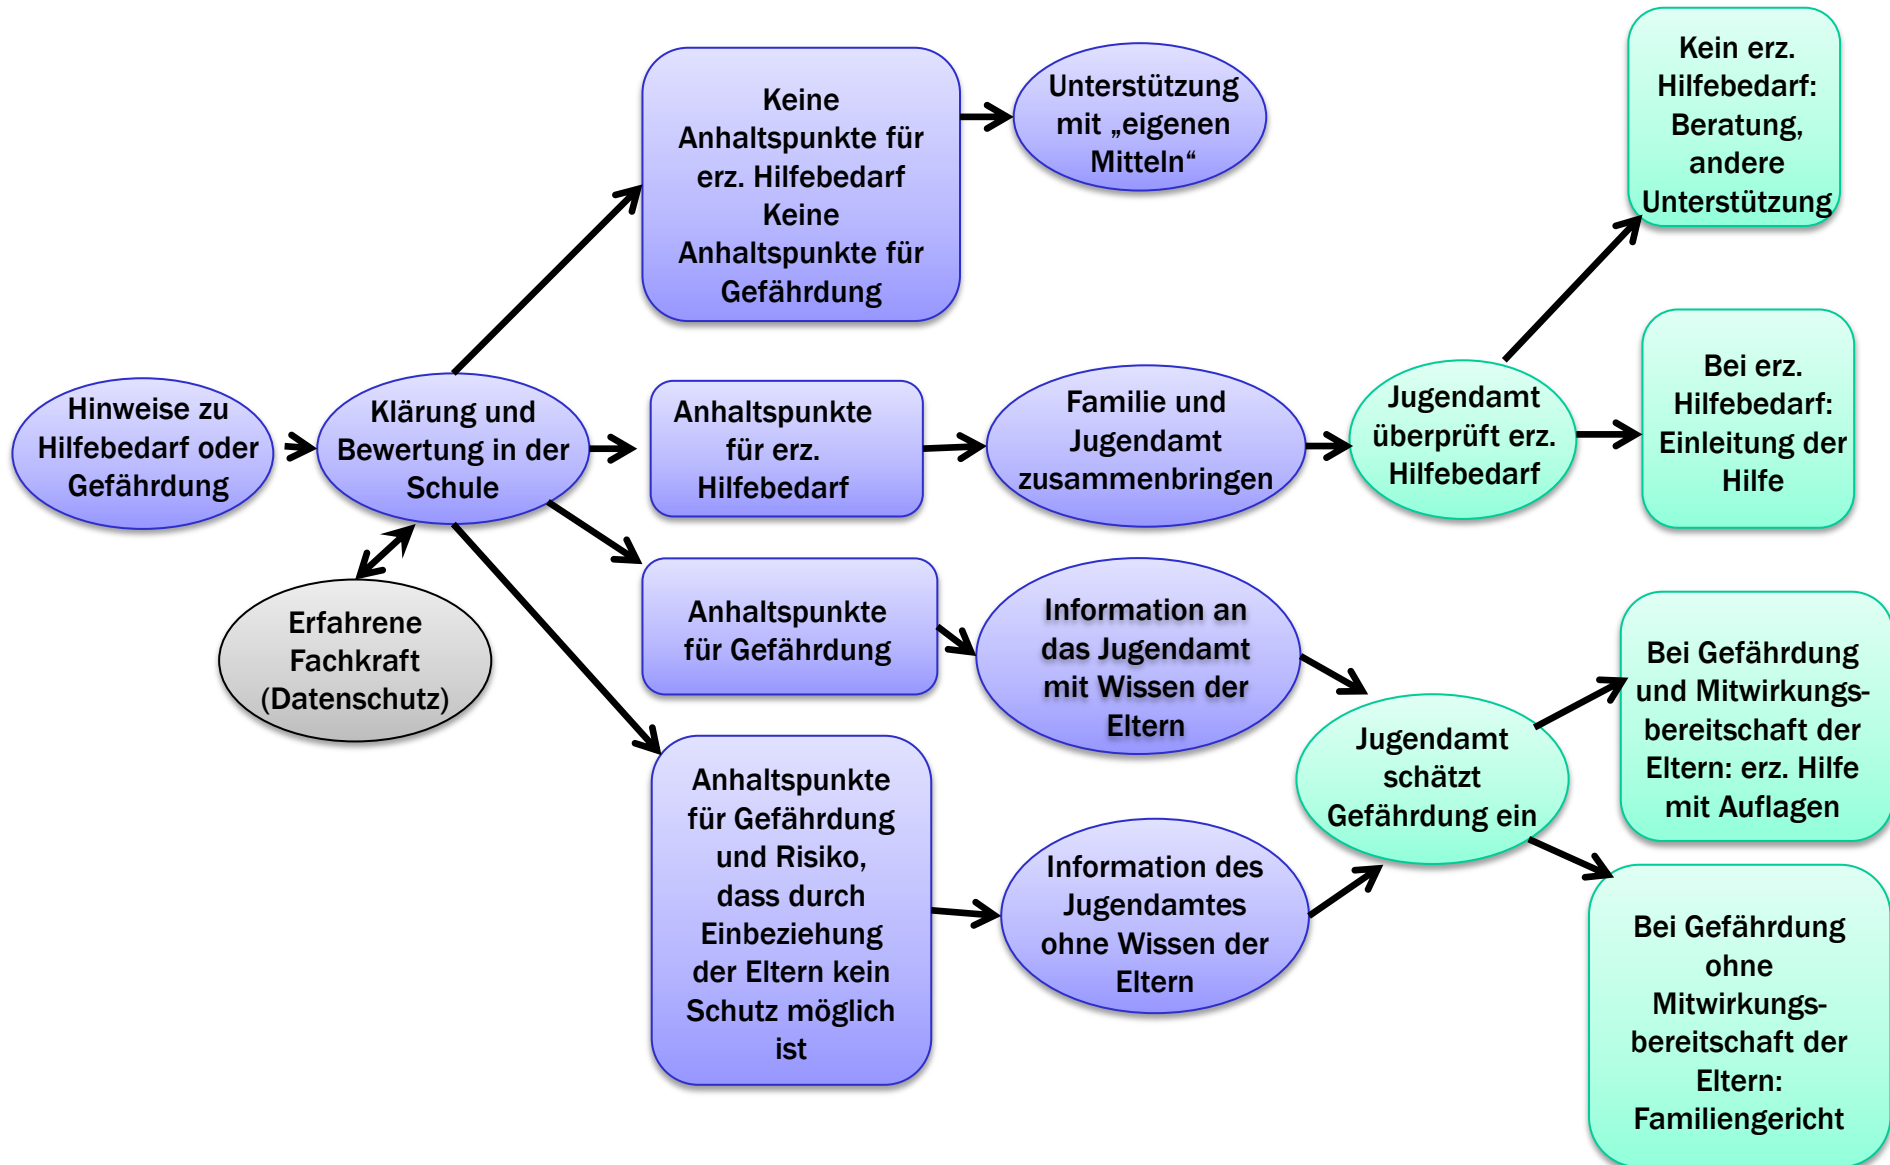 Hinweise zu
Hilfebedarf oder
Gefährdung
Klärung und
Bewertung in der
Schule
Erfahrene
Fachkraft
(Datenschutz)
Keine
Anhaltspunkte für
erz. Hilfebedarf
Keine
Anhaltspunkte für
Gefährdung
Unterstützung
mit „eigenen
Mitteln“
Anhaltspunkte
für erz.
Hilfebedarf
Familie und
Jugendamt
zusammenbringen
Jugendamt
überprüft erz.
Hilfebedarf
Kein erz.
Hilfebedarf:
Beratung,
andere
Unterstützung
Bei erz.
Hilfebedarf:
Einleitung der
Hilfe
Anhaltspunkte
für Gefährdung
Information an
das Jugendamt
mit Wissen der
Eltern
Anhaltspunkte
für Gefährdung
und Risiko,
dass durch
Einbeziehung
der Eltern kein
Schutz möglich
ist
Information des
Jugendamtes
ohne Wissen der
Eltern
Jugendamt
schätzt
Gefährdung ein
Bei Gefährdung
und Mitwirkungs-
bereitschaft der
Eltern: erz. Hilfe
mit Auflagen
Bei Gefährdung
ohne
Mitwirkungs-
bereitschaft der
Eltern:
Familiengericht